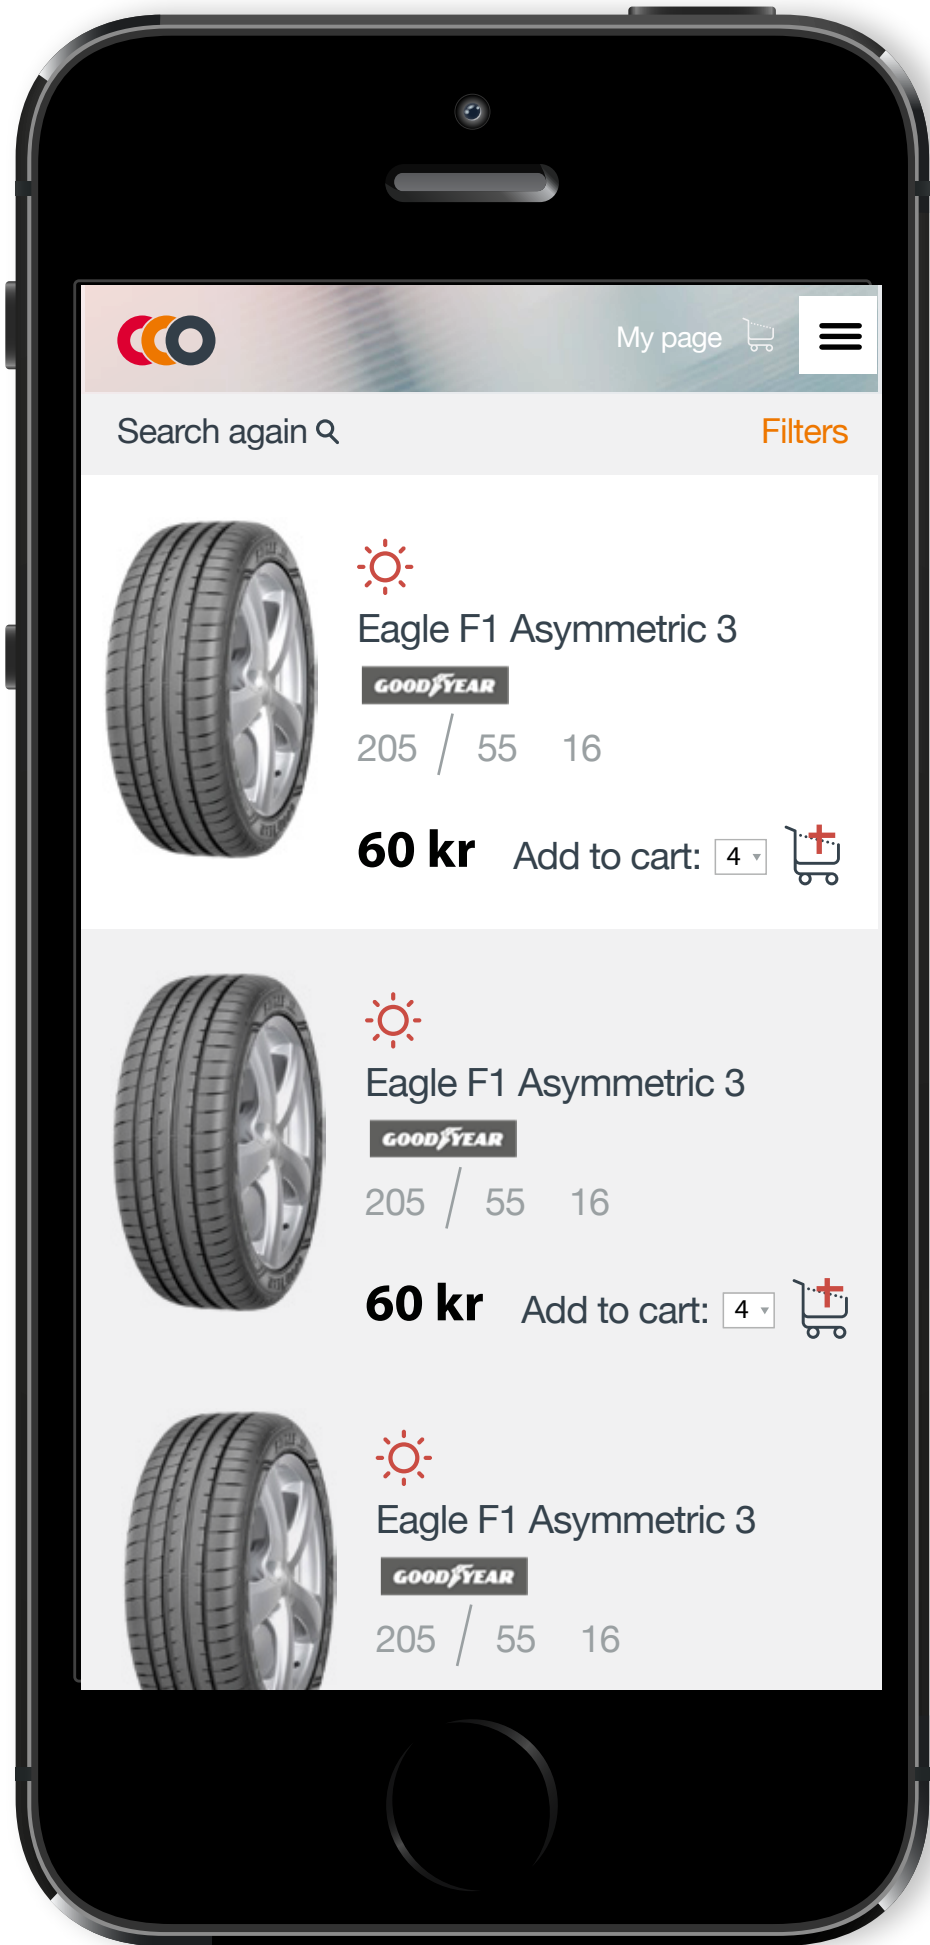 My page
Search again
Filters
Eagle F1 Asymmetric 3
GOODYEAR
205 / 55 16
60 kr Add to cart: 4
Eagle F1 Asymmetric 3
GOODYEAR
205 / 55 16
60 kr Add to cart: 4
Eagle F1 Asymmetric 3
GOODYEAR
205 / 55 16